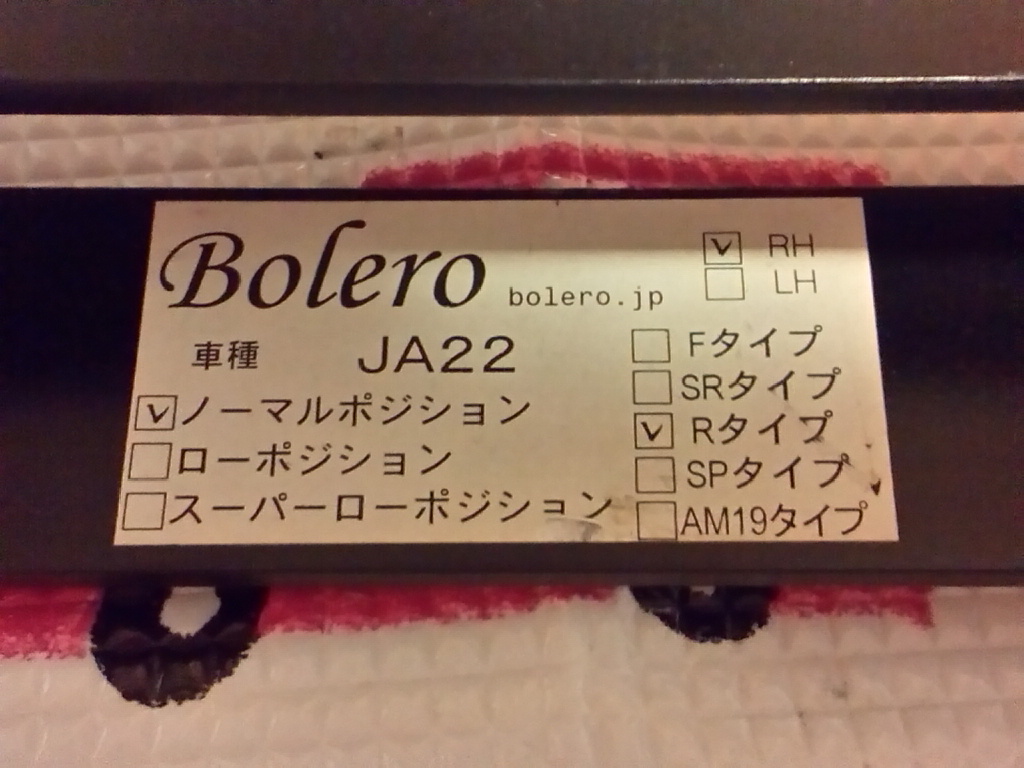 Bolero bolero.jp
RH
LH
車種 JA22
ノーマルポジション
ローポジション
スーパーローポジション
Fタイプ
SRタイプ
Rタイプ
SPタイプ
AM19タイプ